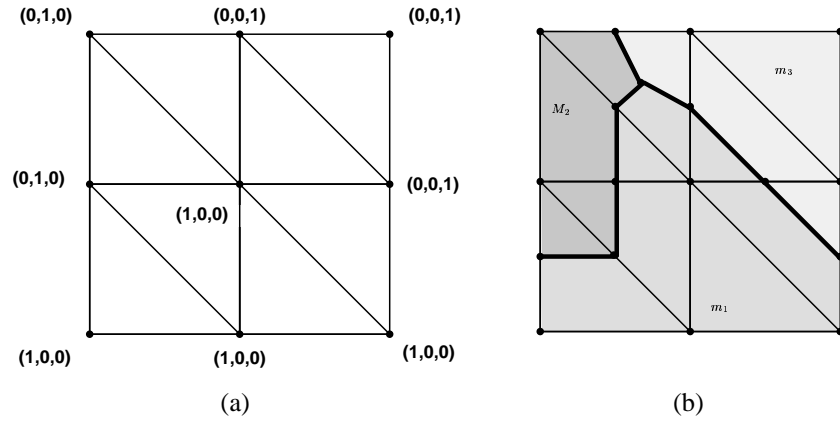 (0,1,0) (0,0,1) (0,0,1)
(0,1,0) (0,0,1)
(1,0,0)
(1,0,0) (1,0,0) (1,0,0)
(a)
m₃
M₂
m₁
(b)